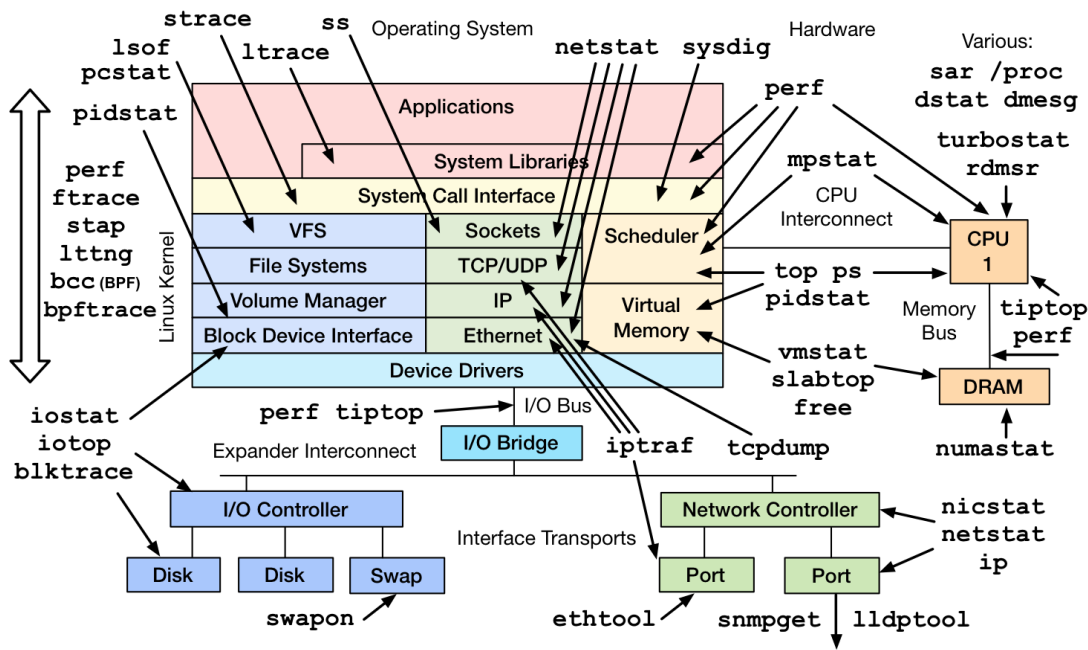 strace
ss
Operating System
Hardware
Various:
lsof
pcstat
ltrace
netstat
sysdig
sar /proc
dstat dmesg
pidstat
Applications
perf
turbostat
rdmsr
System Libraries
mpstat
perf
ftrace
stap
lttng
bcc (BPF)
bpftrace
Linux Kernel
System Call Interface
CPU
Interconnect
VFS
Sockets
Scheduler
CPU
1
File Systems
TCP/UDP
top ps
pidstat
Volume Manager
IP
Virtual
Memory
Memory
Bus
tiptop
perf
Block Device Interface
Ethernet
vmstat
slabtop
free
Device Drivers
DRAM
iostat
iotop
blktrace
perf tiptop
I/O Bus
I/O Bridge
iptraf
tcpdump
numastat
Expander Interconnect
I/O Controller
Network Controller
nicstat
netstat
ip
Interface Transports
Disk
Disk
Swap
Port
Port
swapon
ethtool
snmpget
lldptool